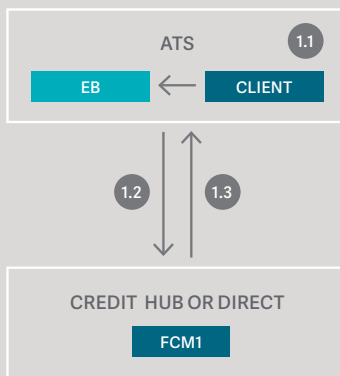 ATS
1.1
EB
CLIENT
1.2
1.3
CREDIT HUB OR DIRECT
FCM1